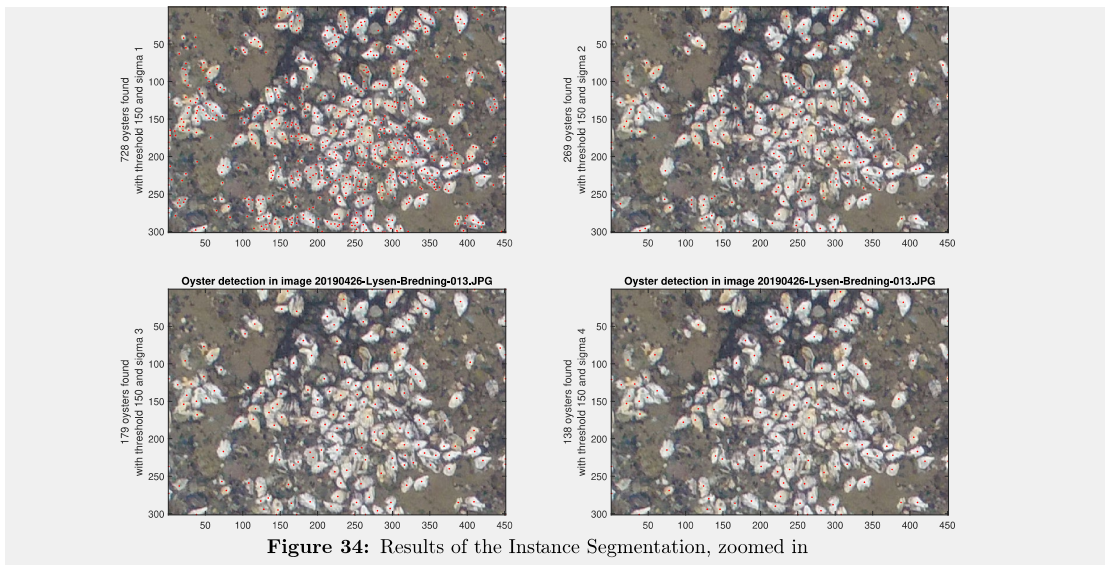 728 oysters found
with threshold 150 and sigma 1
50
100
150
200
250
300
50 100 150 200 250 300 350 400 450
269 oysters found
with threshold 150 and sigma 2
50
100
150
200
250
300
50 100 150 200 250 300 350 400 450
Oyster detection in image 20190426-Lysen-Bredning-013.JPG
179 oysters found
with threshold 150 and sigma 3
50
100
150
200
250
300
50 100 150 200 250 300 350 400 450
Oyster detection in image 20190426-Lysen-Bredning-013.JPG
138 oysters found
with threshold 150 and sigma 4
50
100
150
200
250
300
50 100 150 200 250 300 350 400 450
Figure 34: Results of the Instance Segmentation, zoomed in